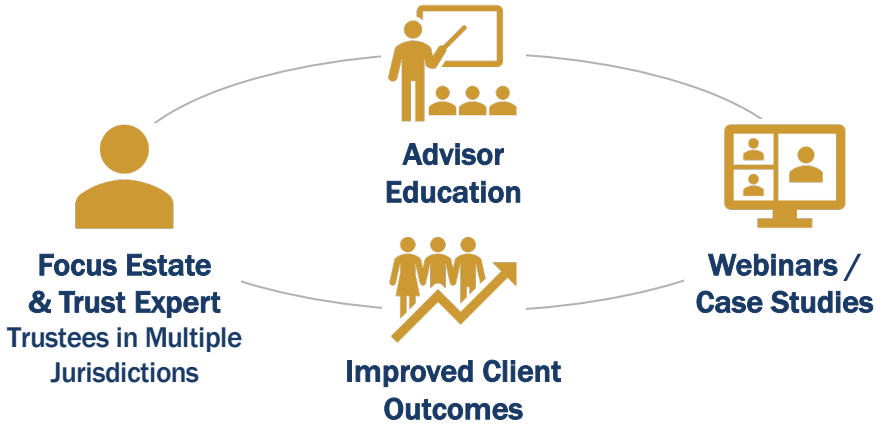 Advisor
Education
Focus Estate
& Trust Expert
Trustees in Multiple
Jurisdictions
Webinars /
Case Studies
Improved Client
Outcomes